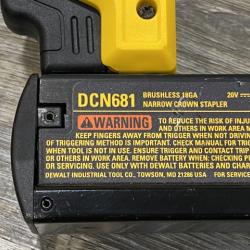 DCN681
BRUSHLESS 18GA
20V
NARROW CROWN STAPLER
WARNING
TO REDUCE THE RISK OF
AND OTHERS IN WORK AREA M
KEEP FINGERS AWAY FROM TRIGGER WHEN NOT DRIVIN
OF TRIGGERING METHOD IS IMPORTANT. CHECK MANUAL FOR TRI
WHEN TOOL IS NOT IN USE. ENSURE TRIGGER AND CONTACT TRIP
OR OTHERS IN WORK AREA. REMOVE BATTERY WHEN: CHECKING P
OR SERVICING. USE ONLY WITH DEWALT BATTERIES AND CHARG
DEWALT INDUSTRIAL TOOL CO., TOWSON, MD 21286 USA FOR SERVICE